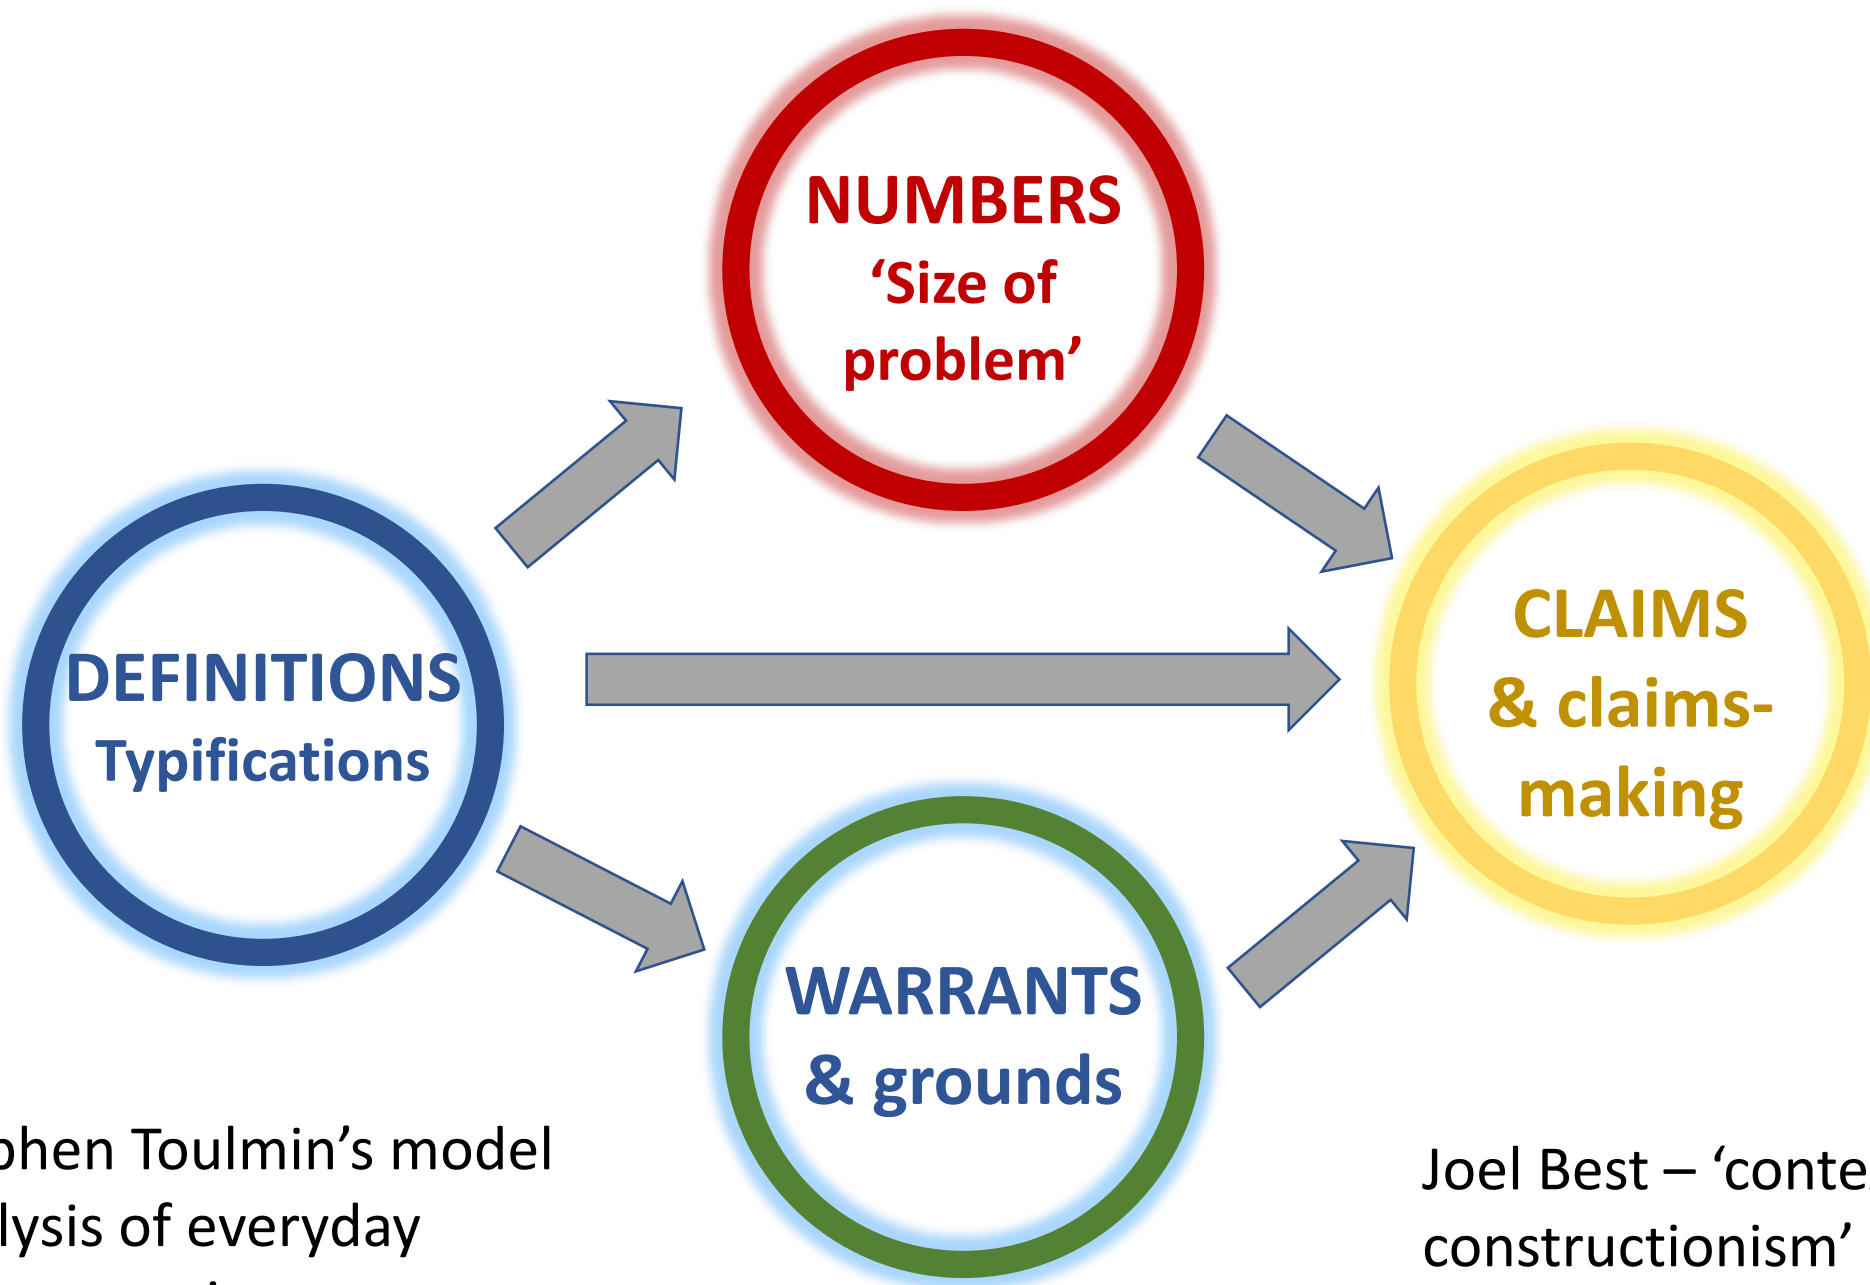 NUMBERS
‘Size of
problem’
DEFINITIONS
Typifications
CLAIMS
& claims-
making
WARRANTS
& grounds
phen Toulmin’s model
lysis of everyday
Joel Best – ‘conte
constructionism’